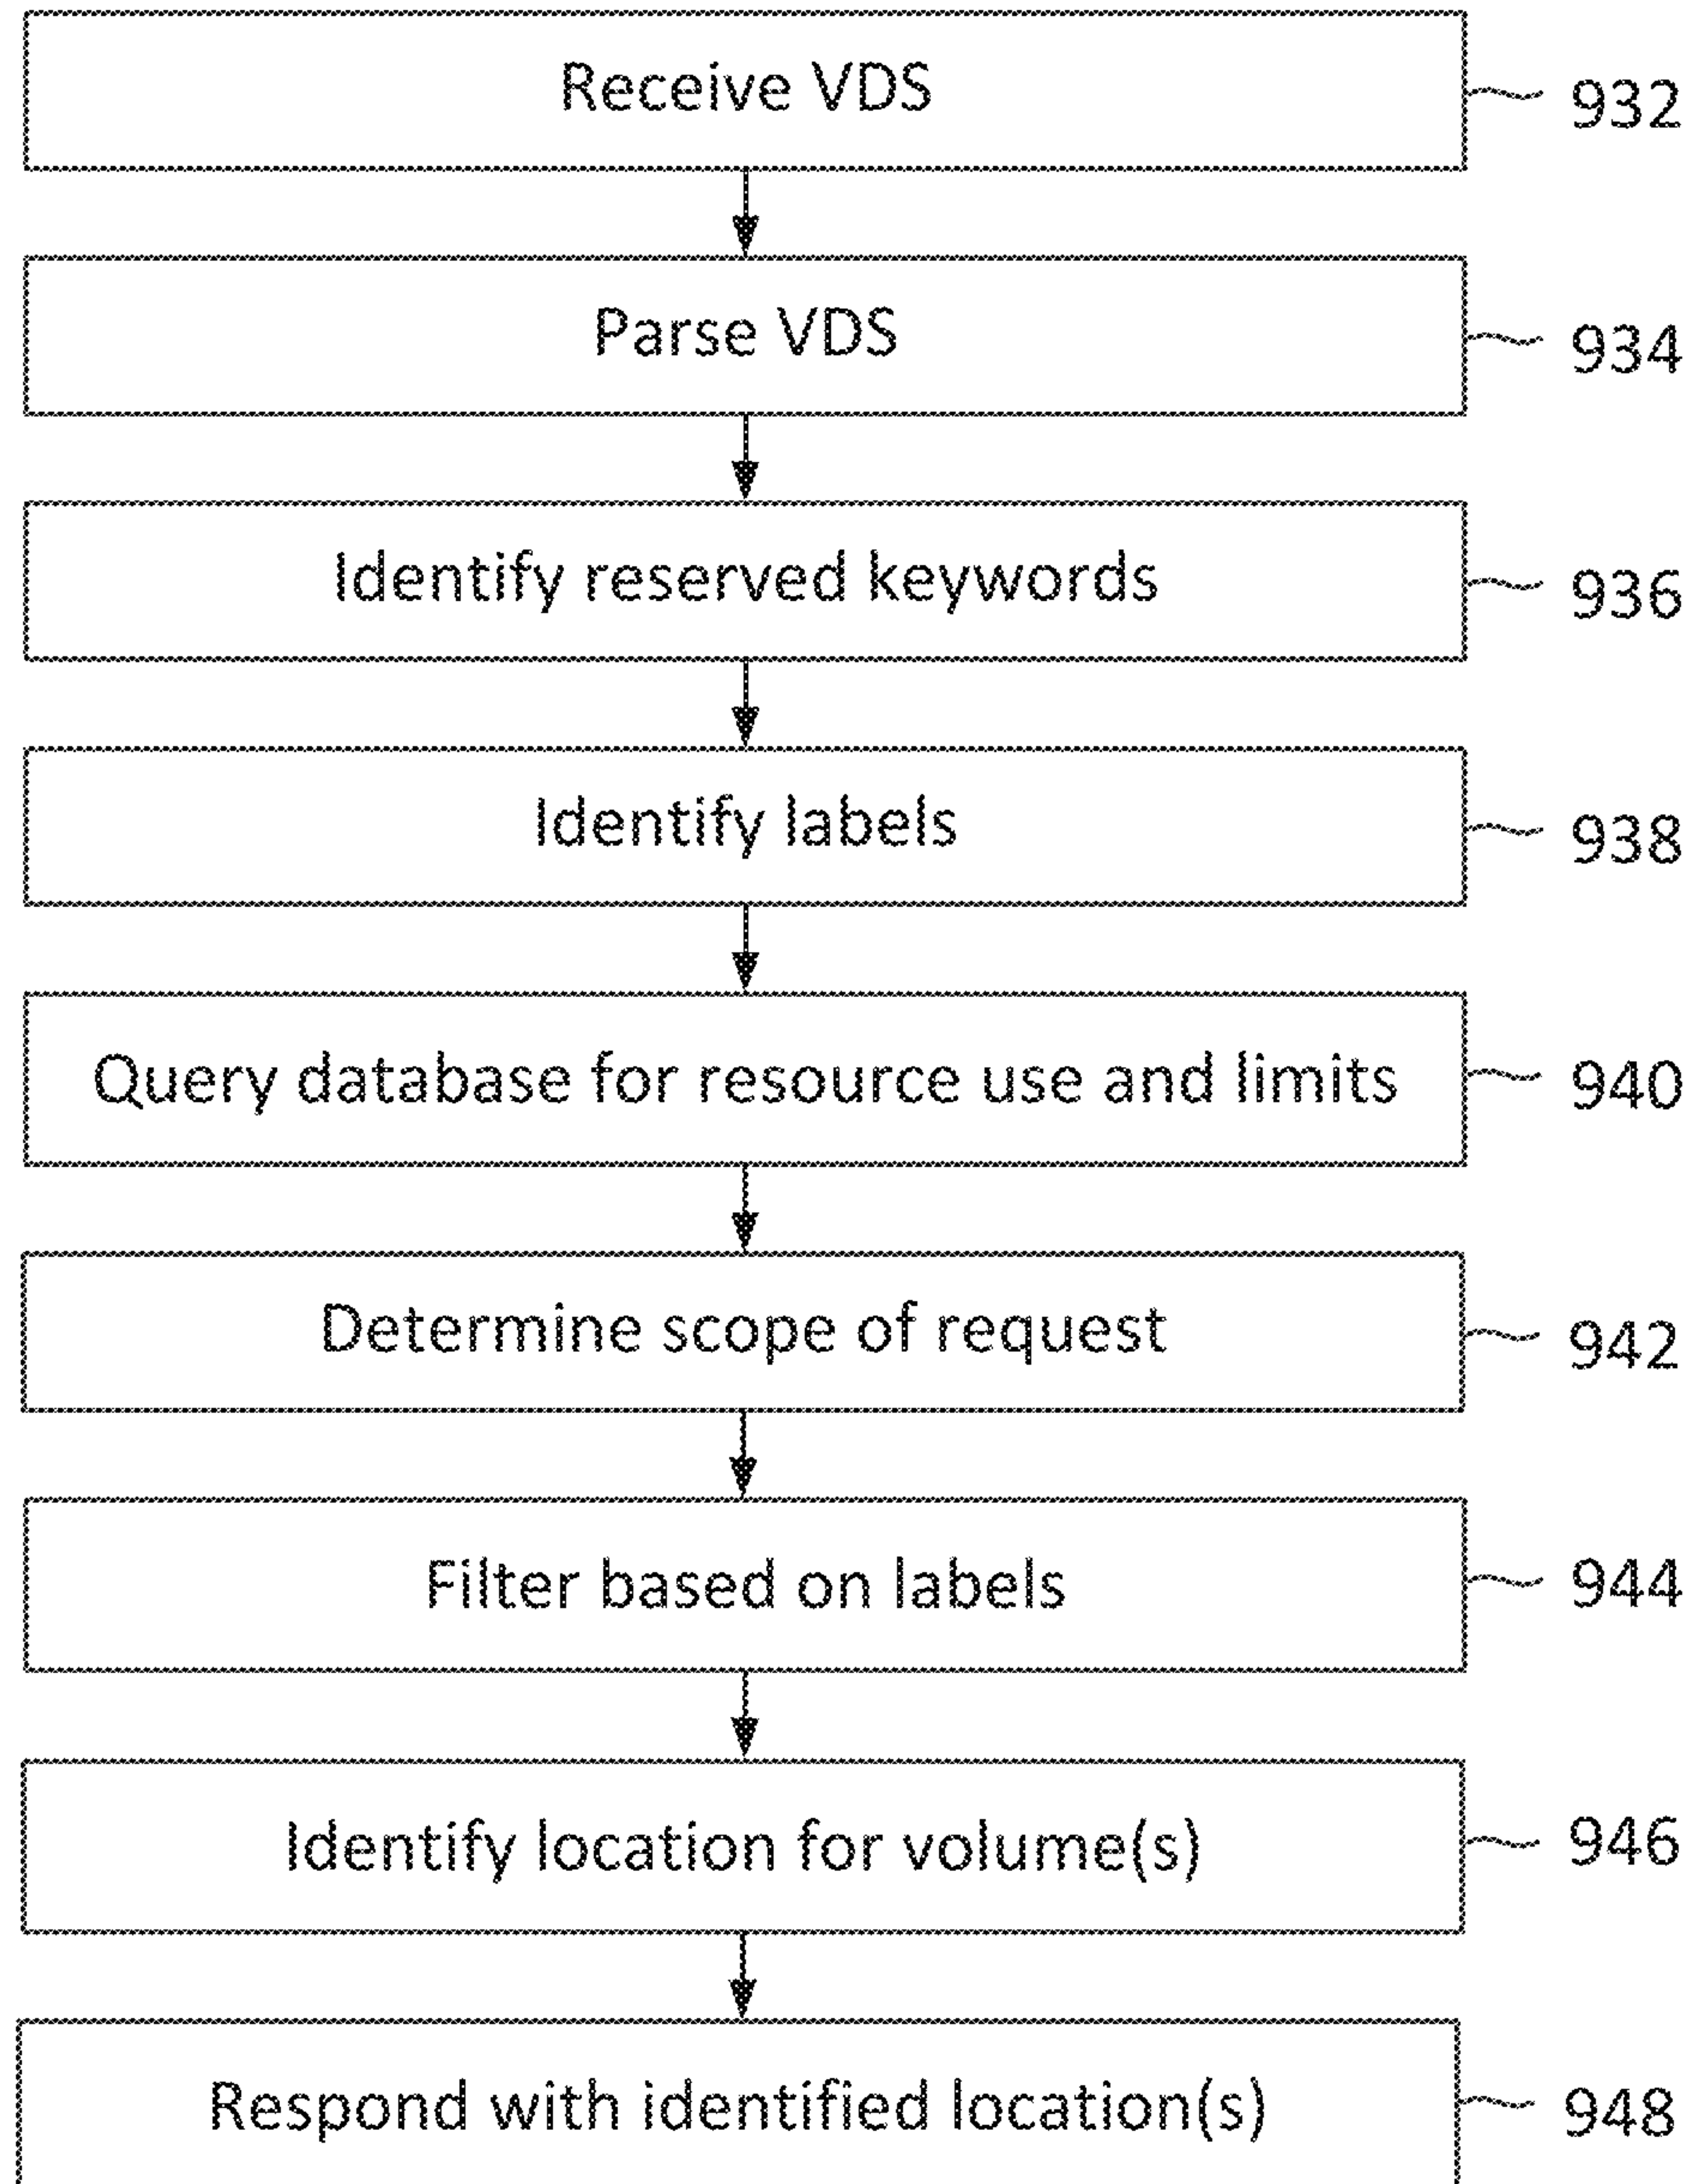 Receive VDS
932
Parse VDS
934
Identify reserved keywords
936
Identify labels
938
Query database for resource use and limits
940
Determine scope of request
942
Filter based on labels
944
Identify location for volume(s)
946
Respond with identified location(s)
948